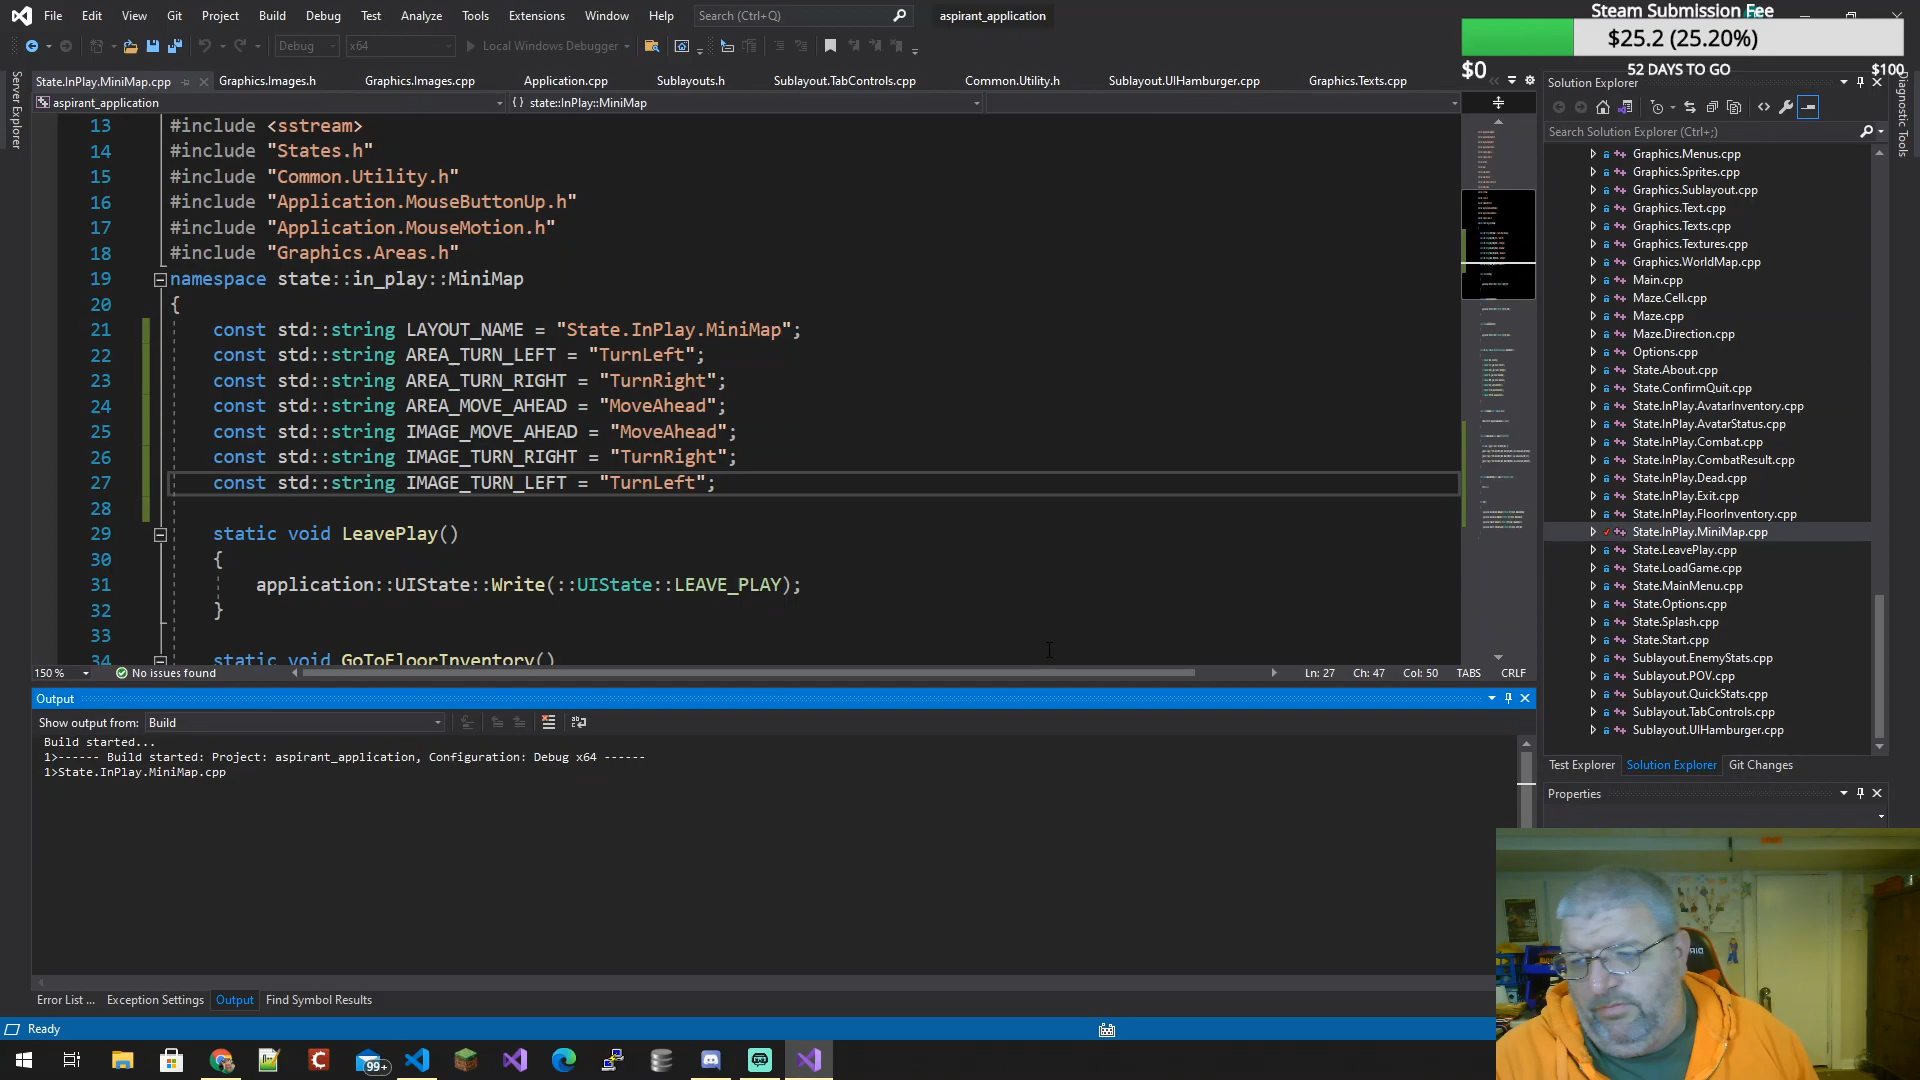 File Edit View Git Project Build Debug Test Analyze Tools Extensions Window Help Search (Ctrl+Q) aspirant_application
Steam Submission Fee
$25.2 (25.20%)
$0 52 DAYS TO GO $100
Debug x64 Local Windows Debugger
State.InPlay.MiniMap.cpp Graphics.Images.h Graphics.Images.cpp Application.cpp Sublayouts.h Sublayout.TabControls.cpp Common.Utility.h Sublayout.UIHamburger.cpp Graphics.Texts.cpp
aspirant_application state::InPlay::MiniMap
Server Explorer
13 #include <sstream>
14 #include "States.h"
15 #include "Common.Utility.h"
16 #include "Application.MouseButtonUp.h"
17 #include "Application.MouseMotion.h"
18 #include "Graphics.Areas.h"
19 namespace state::in_play::MiniMap
20 {
21 const std::string LAYOUT_NAME = "State.InPlay.MiniMap";
22 const std::string AREA_TURN_LEFT = "TurnLeft";
23 const std::string AREA_TURN_RIGHT = "TurnRight";
24 const std::string AREA_MOVE_AHEAD = "MoveAhead";
25 const std::string IMAGE_MOVE_AHEAD = "MoveAhead";
26 const std::string IMAGE_TURN_RIGHT = "TurnRight";
27 const std::string IMAGE_TURN_LEFT = "TurnLeft";
28
29 static void LeavePlay()
30 {
31 application::UIState::Write(::UIState::LEAVE_PLAY);
32 }
33
34 static void GoToFloorInventory()
150 % No issues found Ln: 27 Ch: 47 Col: 50 TABS CRLF
Output
Show output from: Build
Build started...
1>------ Build started: Project: aspirant_application, Configuration: Debug x64 ------
1>State.InPlay.MiniMap.cpp
Error List ... Exception Settings Output Find Symbol Results
Ready
99+
Solution Explorer
Search Solution Explorer (Ctrl+;)
Graphics.Menus.cpp
Graphics.Sprites.cpp
Graphics.Sublayout.cpp
Graphics.Text.cpp
Graphics.Texts.cpp
Graphics.Textures.cpp
Graphics.WorldMap.cpp
Main.cpp
Maze.Cell.cpp
Maze.cpp
Maze.Direction.cpp
Options.cpp
State.About.cpp
State.ConfirmQuit.cpp
State.InPlay.AvatarInventory.cpp
State.InPlay.AvatarStatus.cpp
State.InPlay.Combat.cpp
State.InPlay.CombatResult.cpp
State.InPlay.Dead.cpp
State.InPlay.Exit.cpp
State.InPlay.FloorInventory.cpp
State.InPlay.MiniMap.cpp
State.LeavePlay.cpp
State.LoadGame.cpp
State.MainMenu.cpp
State.Options.cpp
State.Splash.cpp
State.Start.cpp
Sublayout.EnemyStats.cpp
Sublayout.POV.cpp
Sublayout.QuickStats.cpp
Sublayout.TabControls.cpp
Sublayout.UIHamburger.cpp
Test Explorer Solution Explorer Git Changes
Properties
Diagnostic Tools